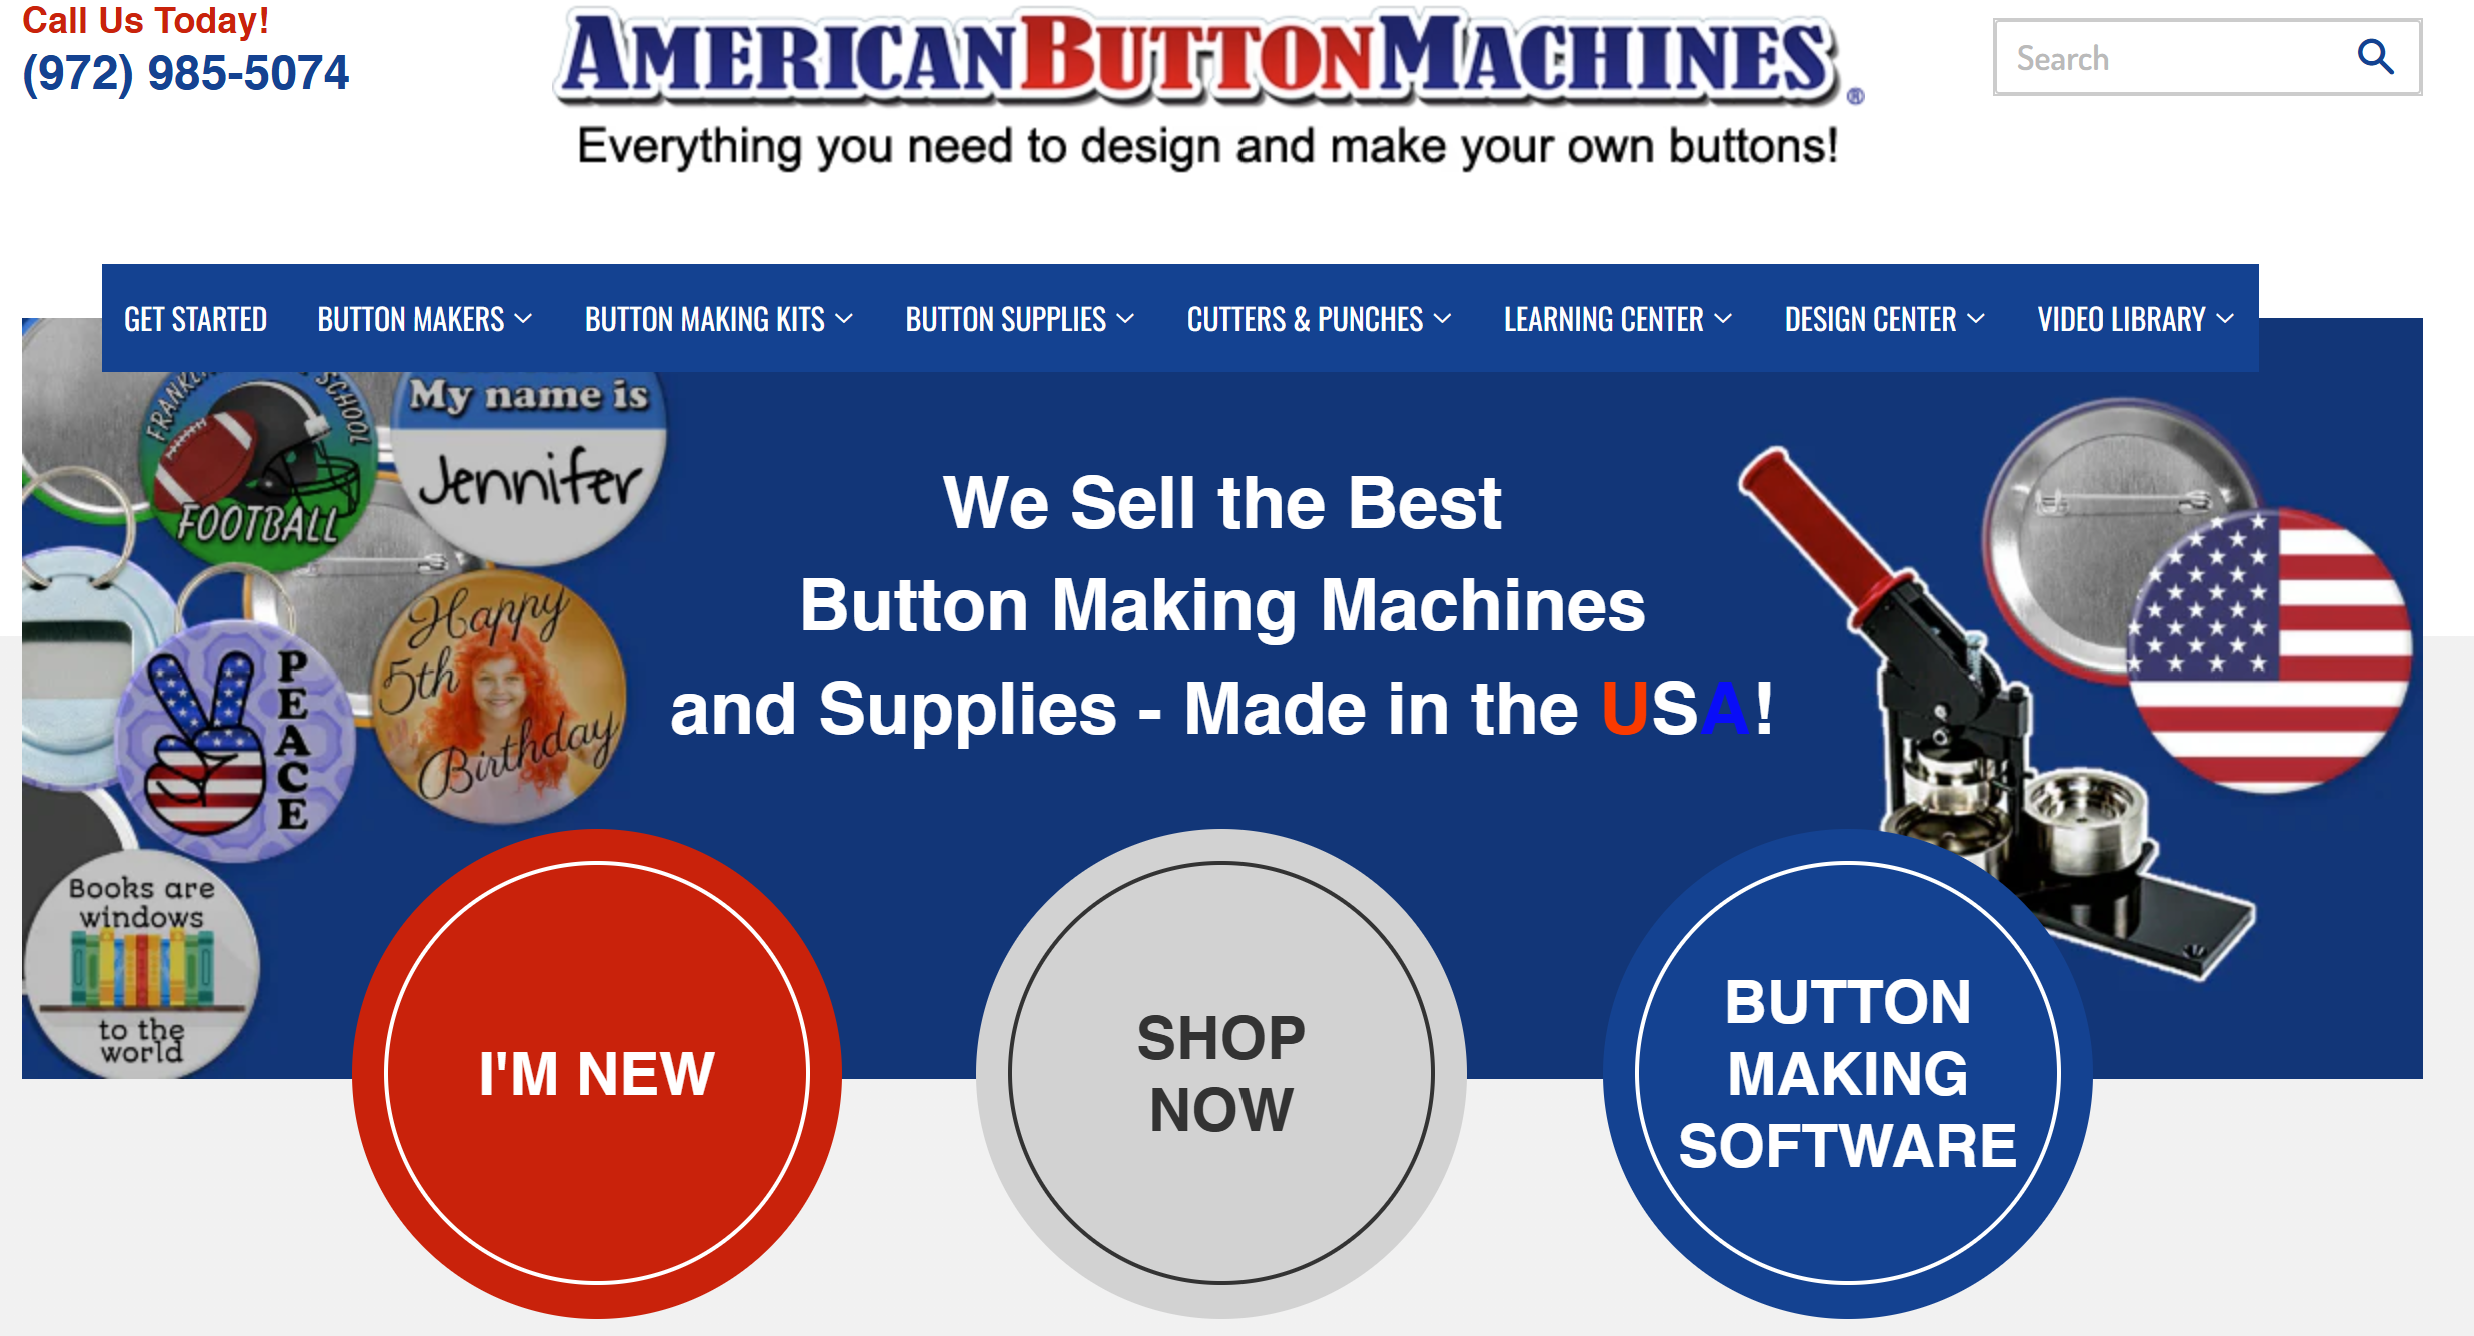 Call Us Today!
(972) 985-5074
AMERICANBUTTONMACHINES®
Everything you need to design and make your own buttons!
Search
GET STARTED
BUTTON MAKERS
BUTTON MAKING KITS
BUTTON SUPPLIES
CUTTERS & PUNCHES
LEARNING CENTER
DESIGN CENTER
VIDEO LIBRARY
SCHOOL
FOOTBALL
My name is
Jennifer
Happy
5th
Birthday
PEACE
Books are
windows
to the
world
We Sell the Best
Button Making Machines
and Supplies - Made in the USA!
I'M NEW
SHOP
NOW
BUTTON
MAKING
SOFTWARE